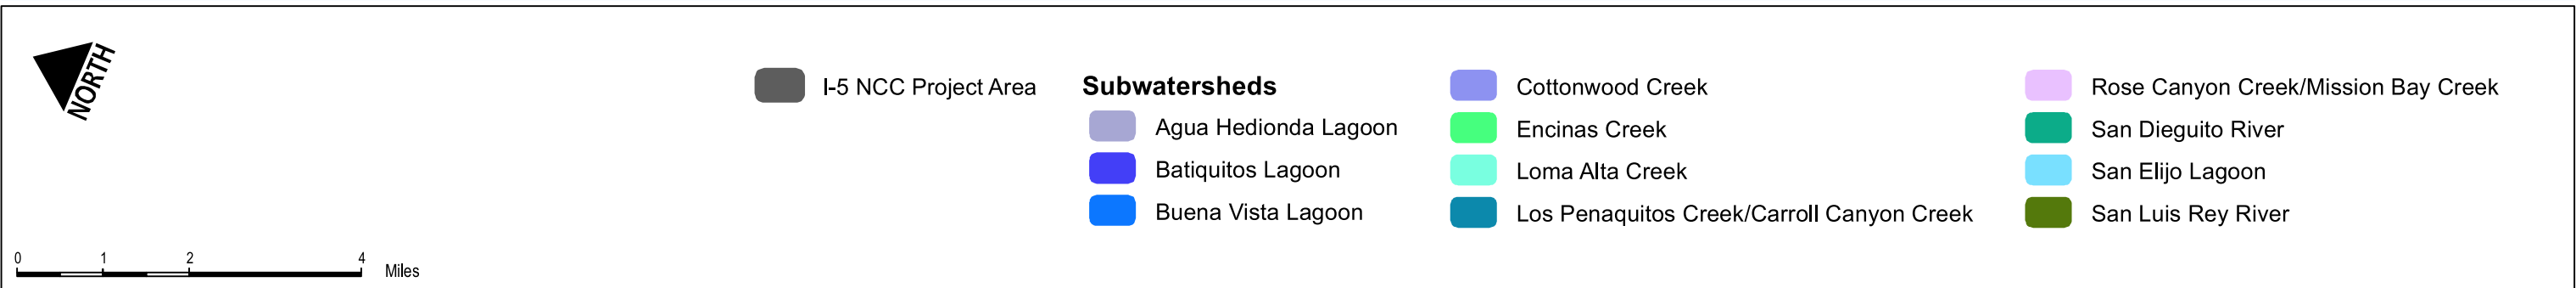 NORTH
I-5 NCC Project Area
Subwatersheds
Agua Hedionda Lagoon
Batiquitos Lagoon
Buena Vista Lagoon
Cottonwood Creek
Encinas Creek
Loma Alta Creek
Los Penaquitos Creek/Carroll Canyon Creek
Rose Canyon Creek/Mission Bay Creek
San Dieguito River
San Elijo Lagoon
San Luis Rey River
0 1 2 4
Miles